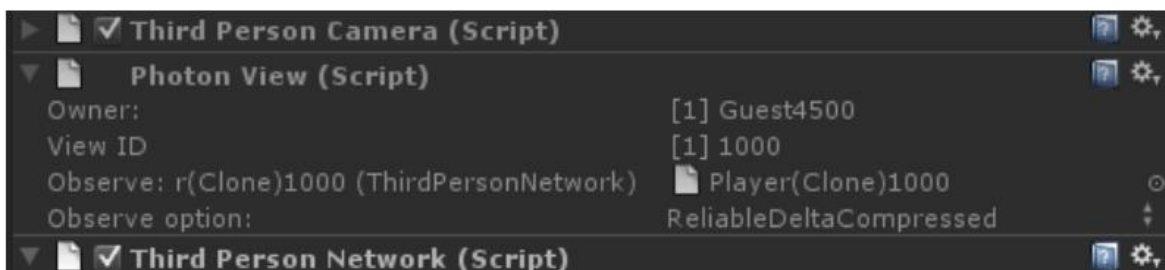 Third Person Camera (Script)
Photon View (Script)
Owner: [1] Guest4500
View ID [1] 1000
Observe: r(Clone)1000 (ThirdPersonNetwork) Player(Clone)1000
Observe option: ReliableDeltaCompressed
Third Person Network (Script)